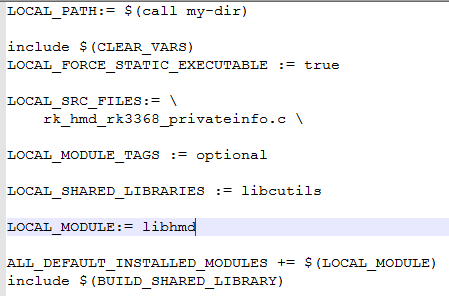 LOCAL_PATH:= $(call my-dir)
include $(CLEAR_VARS)
LOCAL_FORCE_STATIC_EXECUTABLE := true
LOCAL_SRC_FILES:= \
rk_hmd_rk3368_privateinfo.c \
LOCAL_MODULE_TAGS := optional
LOCAL_SHARED_LIBRARIES := libcutils
LOCAL_MODULE:= libhmd
ALL_DEFAULT_INSTALLED_MODULES += $(LOCAL_MODULE)
include $(BUILD_SHARED_LIBRARY)